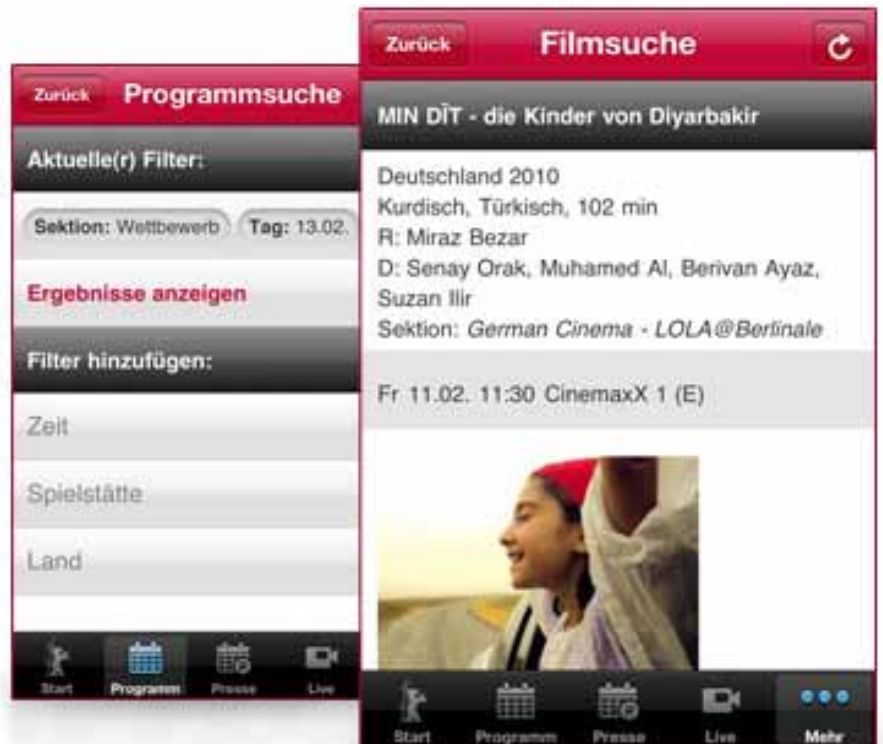 Zurück Programmsuche
Aktuelle(r) Filter:
Sektion: Wettbewerb Tag: 13.02.
Ergebnisse anzeigen
Filter hinzufügen:
Zeit
Spielstätte
Land
Start Programm Presse Live
Zurück Filmsuche
MIN DÎT - die Kinder von Diyarbakir
Deutschland 2010
Kurdisch, Türkisch, 102 min
R: Miraz Bezar
D: Senay Orak, Muhamed Al, Berivan Ayaz,
Suzan Ilir
Sektion: German Cinema - LOLA@Berlinale
Fr 11.02. 11:30 CinemaxX 1 (E)
Start Programm Presse Live Mehr